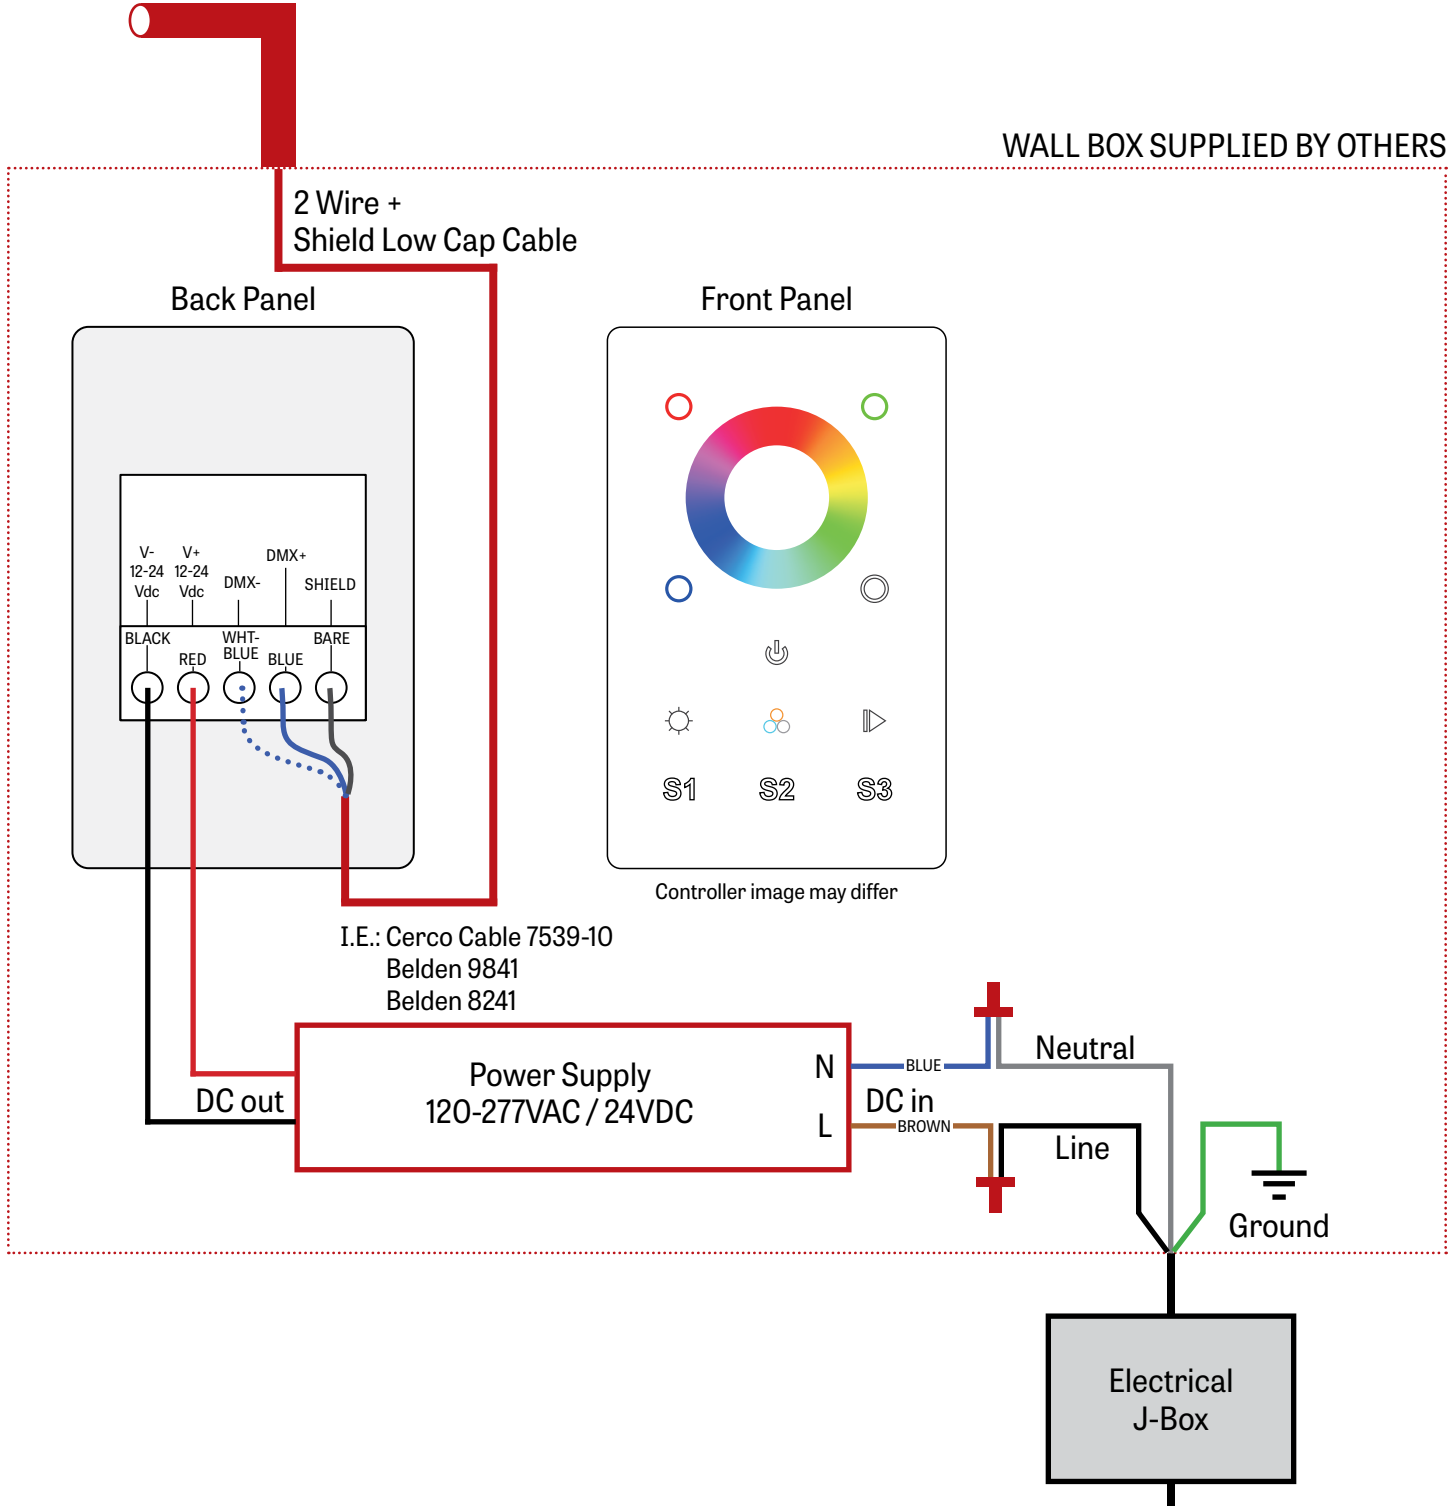 WALL BOX SUPPLIED BY OTHERS
2 Wire +
Shield Low Cap Cable
Back Panel
Front Panel
V-
12-24
Vdc
V+
12-24
Vdc
DMX-
DMX+
SHIELD
BLACK
RED
WHT-
BLUE
BLUE
BARE
S1 S2 S3
Controller image may differ
I.E.: Cerco Cable 7539-10
Belden 9841
Belden 8241
DC out
Power Supply
120-277VAC / 24VDC
N
L
BLUE
DC in
BROWN
Neutral
Line
Ground
Electrical
J-Box